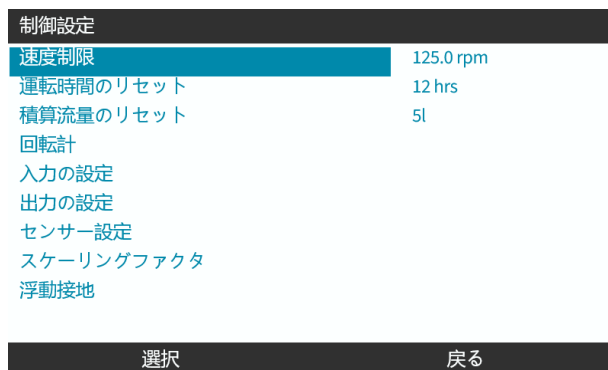 制御設定
速度制限 125.0 rpm
運転時間のリセット 12 hrs
積算流量のリセット 5l
回転計
入力の設定
出力の設定
センサー設定
スケーリングファクタ
浮動接地
選択 戻る